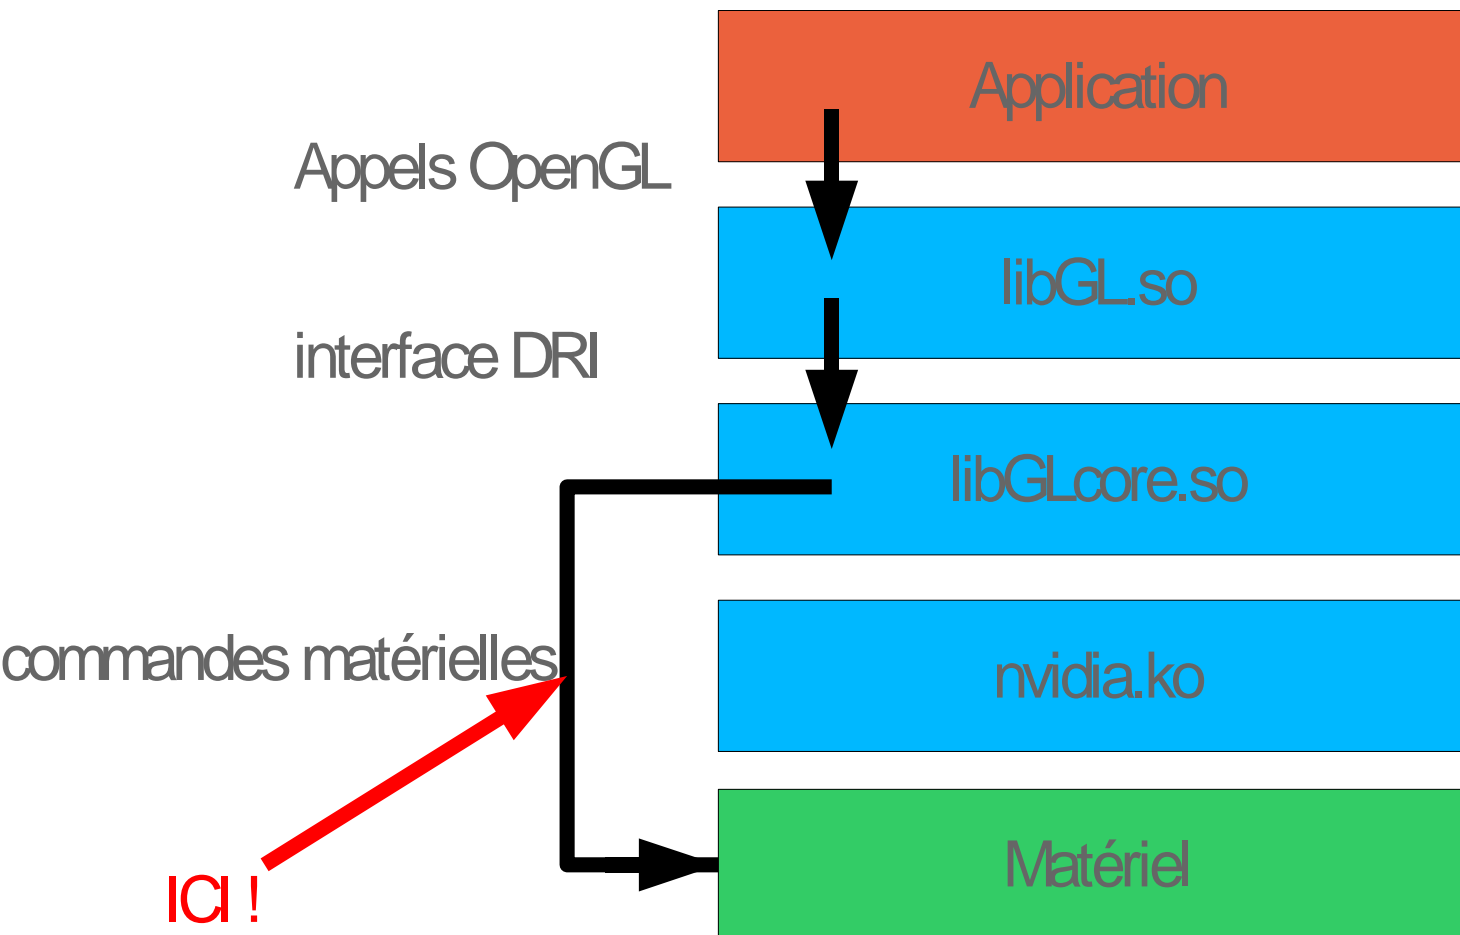 Application
Appels OpenGL
libGL.so
interface DRI
libGLcore.so
commandes matérielles
nvidia.ko
Matériel
ICI !